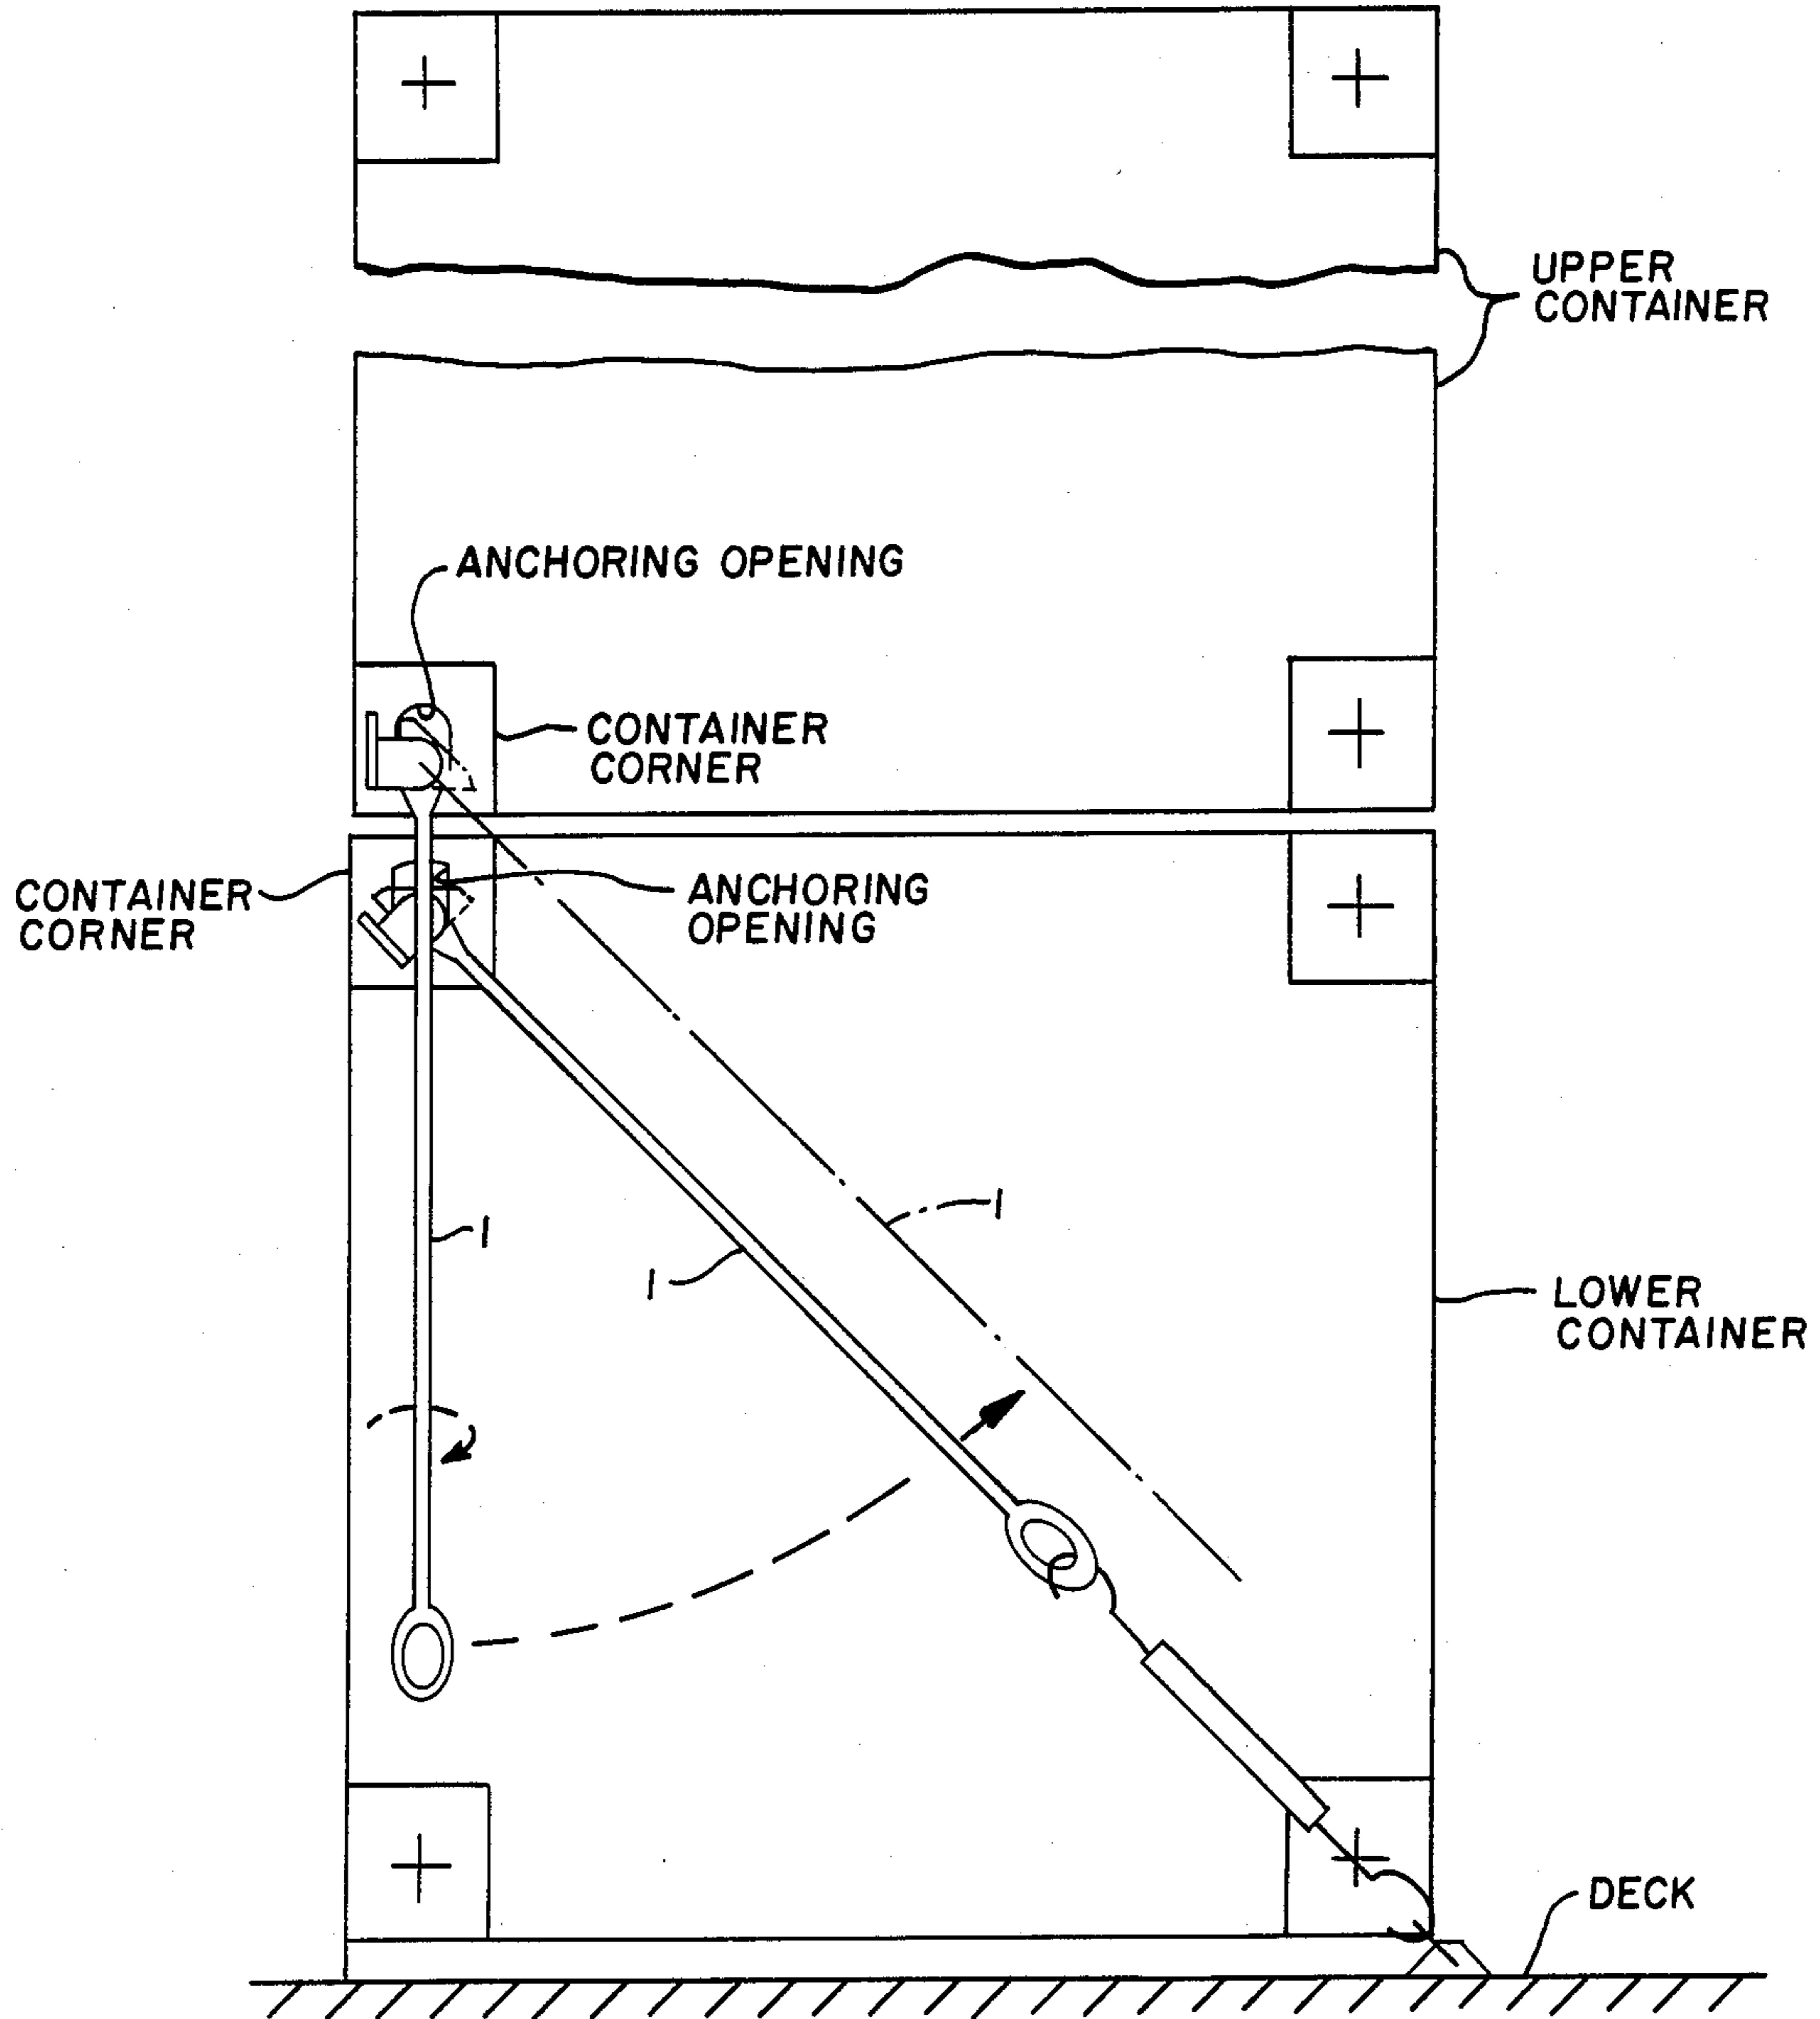 UPPER
CONTAINER
ANCHORING OPENING
CONTAINER
CORNER
CONTAINER
CORNER
ANCHORING
OPENING
1
1
1
LOWER
CONTAINER
DECK